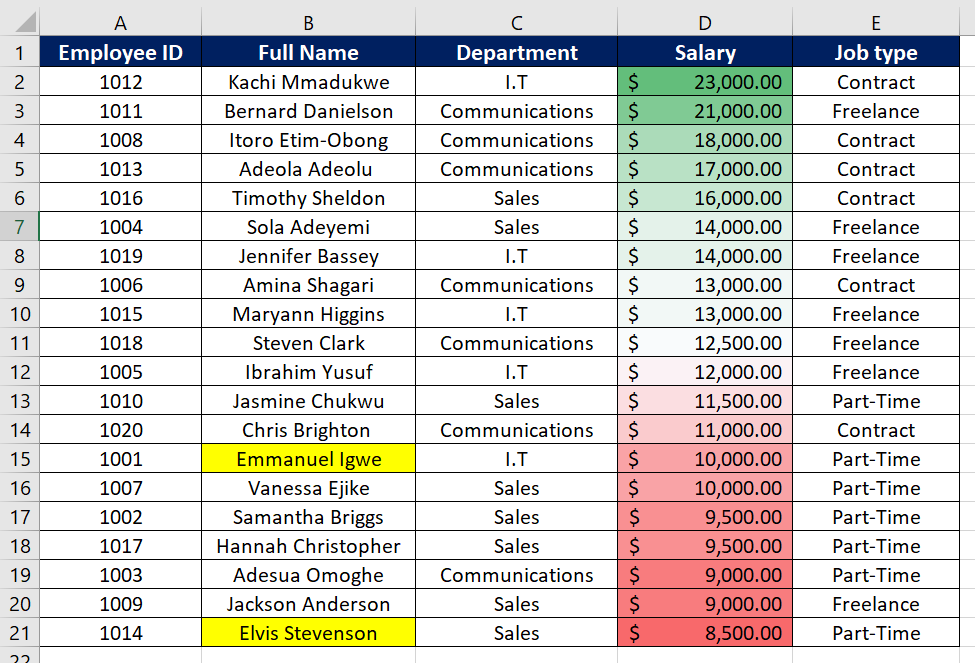 A B C D E
1 Employee ID Full Name Department Salary Job type
2 1012 Kachi Mmadukwe I.T $ 23,000.00 Contract
3 1011 Bernard Danielson Communications $ 21,000.00 Freelance
4 1008 Itoro Etim-Obong Communications $ 18,000.00 Contract
5 1013 Adeola Adeolu Communications $ 17,000.00 Contract
6 1016 Timothy Sheldon Sales $ 16,000.00 Contract
7 1004 Sola Adeyemi Sales $ 14,000.00 Freelance
8 1019 Jennifer Bassey I.T $ 14,000.00 Freelance
9 1006 Amina Shagari Communications $ 13,000.00 Contract
10 1015 Maryann Higgins I.T $ 13,000.00 Freelance
11 1018 Steven Clark Communications $ 12,500.00 Freelance
12 1005 Ibrahim Yusuf I.T $ 12,000.00 Freelance
13 1010 Jasmine Chukwu Sales $ 11,500.00 Part-Time
14 1020 Chris Brighton Communications $ 11,000.00 Contract
15 1001 Emmanuel Igwe I.T $ 10,000.00 Part-Time
16 1007 Vanessa Ejike Sales $ 10,000.00 Part-Time
17 1002 Samantha Briggs Sales $ 9,500.00 Part-Time
18 1017 Hannah Christopher Sales $ 9,500.00 Part-Time
19 1003 Adesua Omoghe Communications $ 9,000.00 Part-Time
20 1009 Jackson Anderson Sales $ 9,000.00 Freelance
21 1014 Elvis Stevenson Sales $ 8,500.00 Part-Time
22